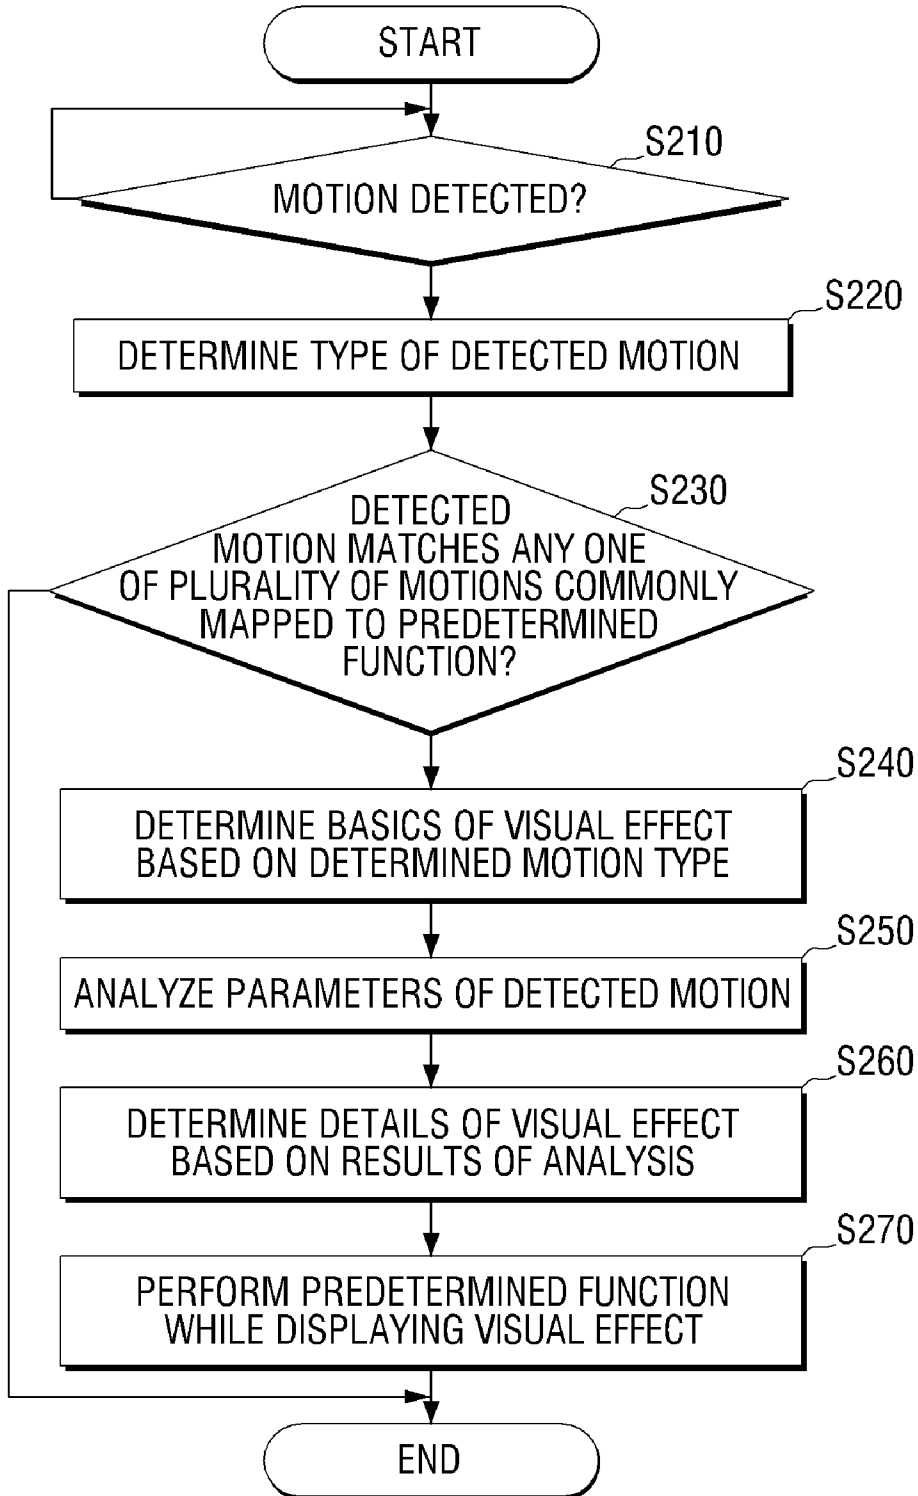 START
S210
MOTION DETECTED?
S220
DETERMINE TYPE OF DETECTED MOTION
S230
DETECTED
MOTION MATCHES ANY ONE
OF PLURALITY OF MOTIONS COMMONLY
MAPPED TO PREDETERMINED
FUNCTION?
S240
DETERMINE BASICS OF VISUAL EFFECT
BASED ON DETERMINED MOTION TYPE
S250
ANALYZE PARAMETERS OF DETECTED MOTION
S260
DETERMINE DETAILS OF VISUAL EFFECT
BASED ON RESULTS OF ANALYSIS
S270
PERFORM PREDETERMINED FUNCTION
WHILE DISPLAYING VISUAL EFFECT
END